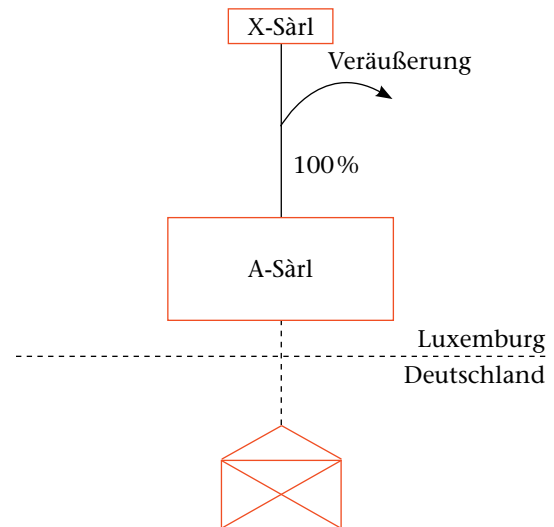 X-Sàrl
Veräußerung
100 %
A-Sàrl
Luxemburg
Deutschland